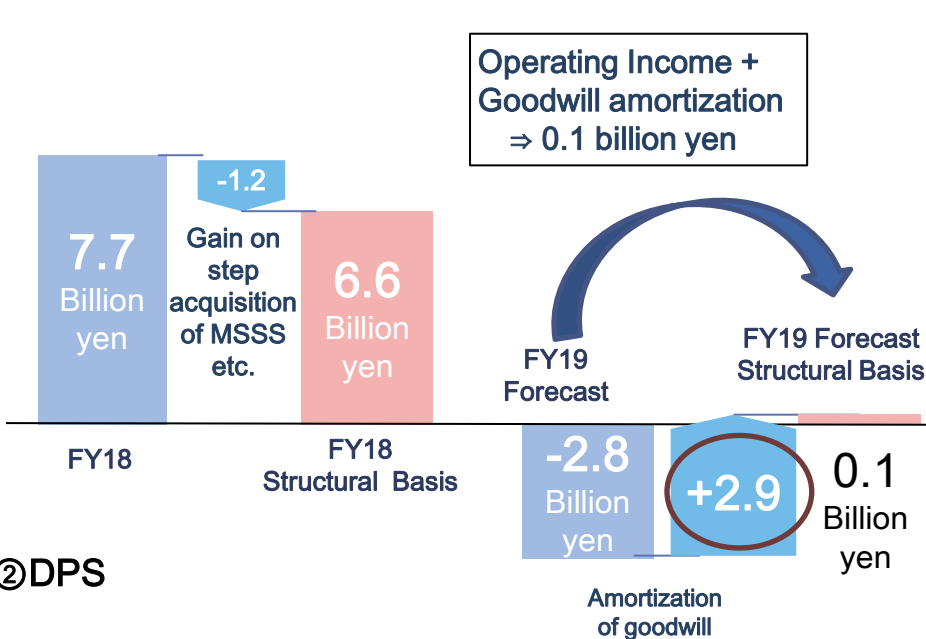 Operating Income +
Goodwill amortization
⇒ 0.1 billion yen
-1.2
7.7
Billion
yen
Gain on
step
acquisition
of MSSS
etc.
6.6
Billion
yen
FY19
Forecast
FY19 Forecast
Structural Basis
FY18
FY18
Structural Basis
-2.8
Billion
yen
+2.9
0.1
Billion
yen
②DPS
Amortization
of goodwill